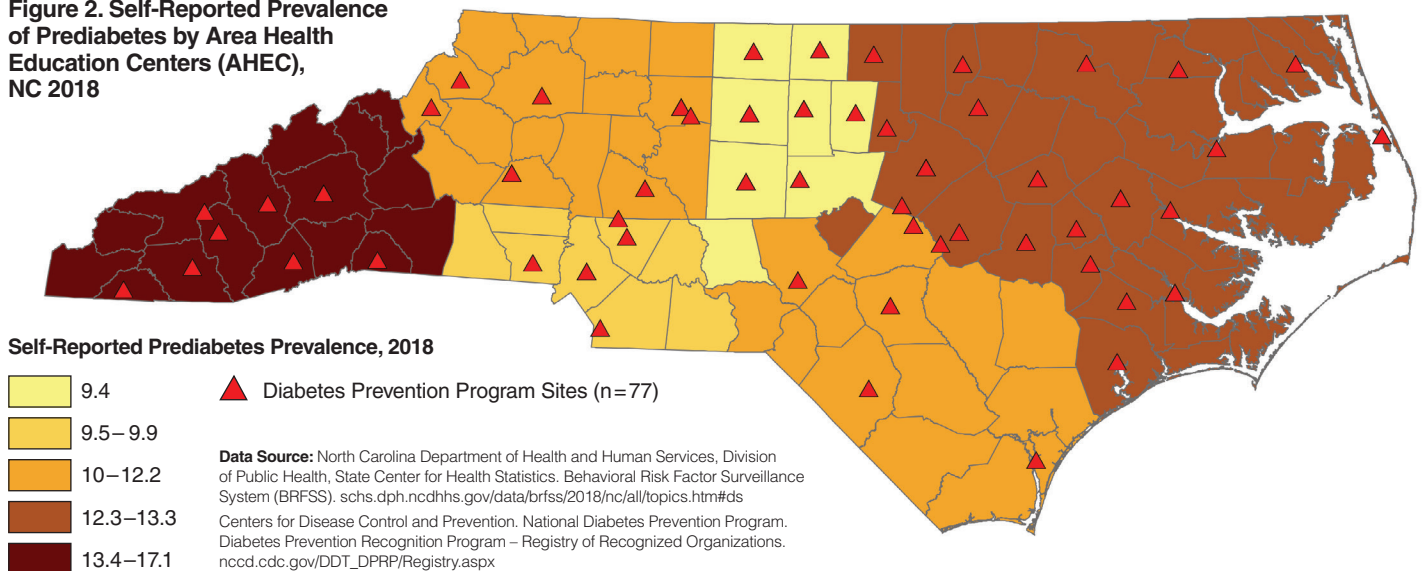 Figure 2. Self-Reported Prevalence
of Prediabetes by Area Health
Education Centers (AHEC),
NC 2018
Self-Reported Prediabetes Prevalence, 2018
9.4
9.5–9.9
10–12.2
12.3–13.3
13.4–17.1
Diabetes Prevention Program Sites (n=77)
Data Source: North Carolina Department of Health and Human Services, Division
of Public Health, State Center for Health Statistics. Behavioral Risk Factor Surveillance
System (BRFSS). schs.dph.ncdhhs.gov/data/brfss/2018/nc/all/topics.htm#ds
Centers for Disease Control and Prevention. National Diabetes Prevention Program.
Diabetes Prevention Recognition Program – Registry of Recognized Organizations.
nccd.cdc.gov/DDT_DPRP/Registry.aspx